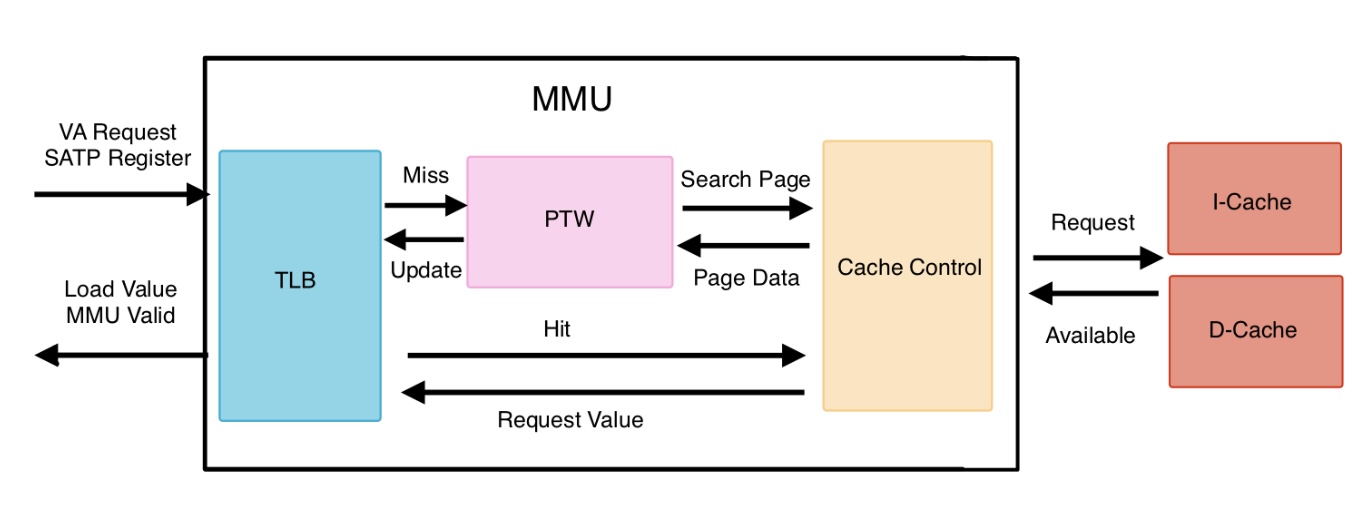 MMU
VA Request
SATP Register
Load Value
MMU Valid
TLB
Miss
Update
PTW
Search Page
Page Data
Hit
Request Value
Cache Control
Request
Available
I-Cache
D-Cache